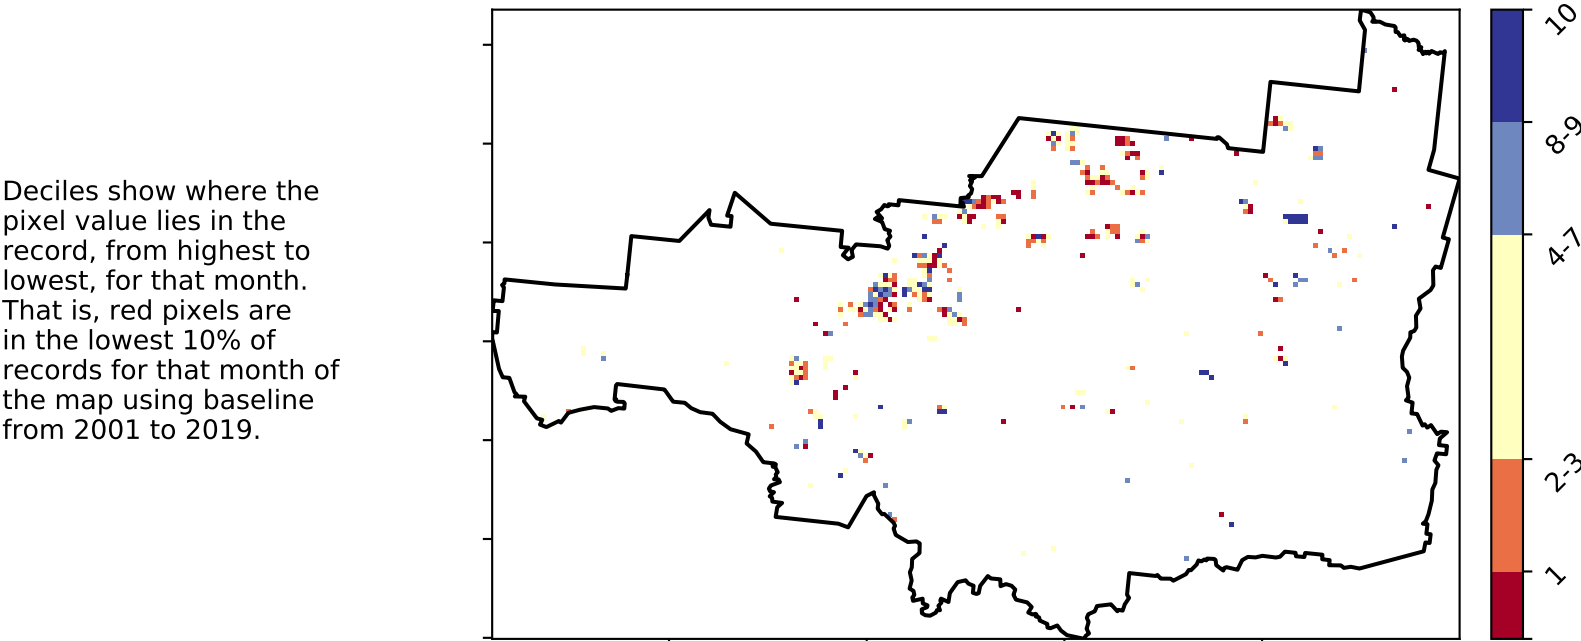 Deciles show where the
pixel value lies in the
record, from highest to
lowest, for that month.
That is, red pixels are
in the lowest 10% of
records for that month of
the map using baseline
from 2001 to 2019.
10
8-9
4-7
2-3
1